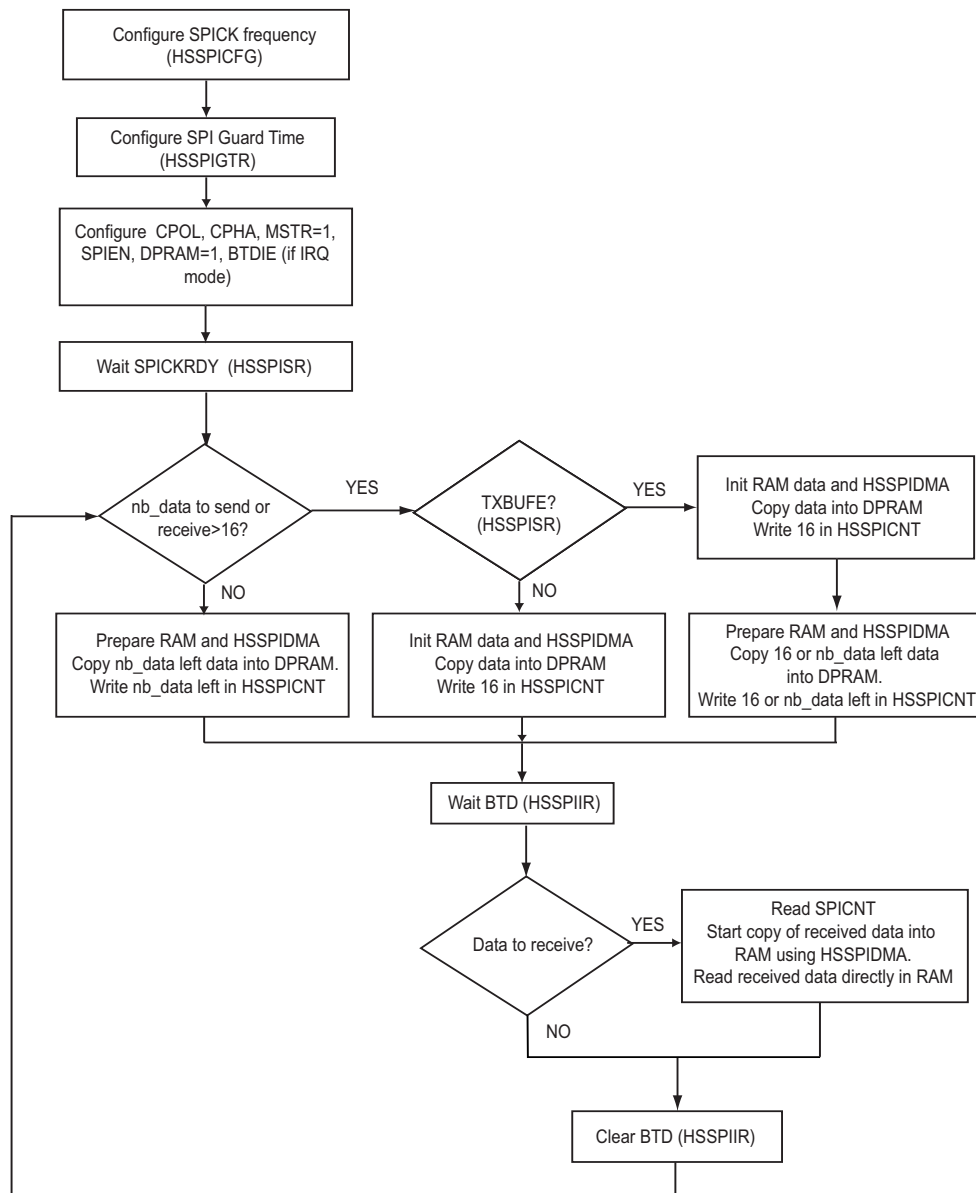 Configure SPICK frequency
(HSSPICFG)
Configure SPI Guard Time
(HSSPIGTR)
Configure CPOL, CPHA, MSTR=1,
SPIEN, DPRAM=1, BTDIE (if IRQ
mode)
Wait SPICKRDY (HSSPISR)
nb_data to send or
receive>16?
YES
NO
TXBUFE?
(HSSPISR)
YES
NO
Init RAM data and HSSPIDMA
Copy data into DPRAM
Write 16 in HSSPICNT
Prepare RAM and HSSPIDMA
Copy nb_data left data into DPRAM.
Write nb_data left in HSSPICNT
Init RAM data and HSSPIDMA
Copy data into DPRAM
Write 16 in HSSPICNT
Prepare RAM and HSSPIDMA
Copy 16 or nb_data left data
into DPRAM.
Write 16 or nb_data left in HSSPICNT
Wait BTD (HSSPIIR)
Data to receive?
YES
NO
Read SPICNT
Start copy of received data into
RAM using HSSPIDMA.
Read received data directly in RAM
Clear BTD (HSSPIIR)